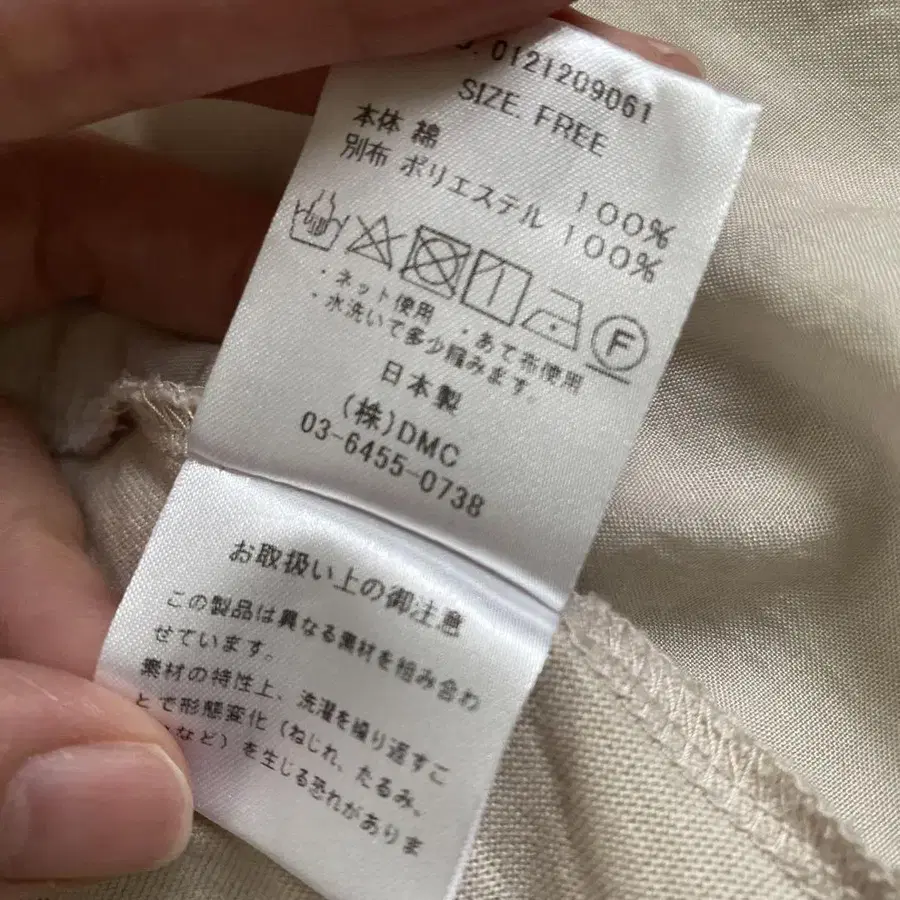 . 0121209061
SIZE. FREE
本体 綿 100%
別布 ポリエステル 100%
F
・ネット使用 ・あて布使用
・水洗いで多少縮みます。
日本製
(株)DMC
03-6455-0738
お取扱い上の御注意
この製品は異なる素材を組み合わ
せています。
素材の特性上、洗濯を繰り返すこ
とで形態変化(ねじれ、たるみ、
など)を生じる恐れがありま